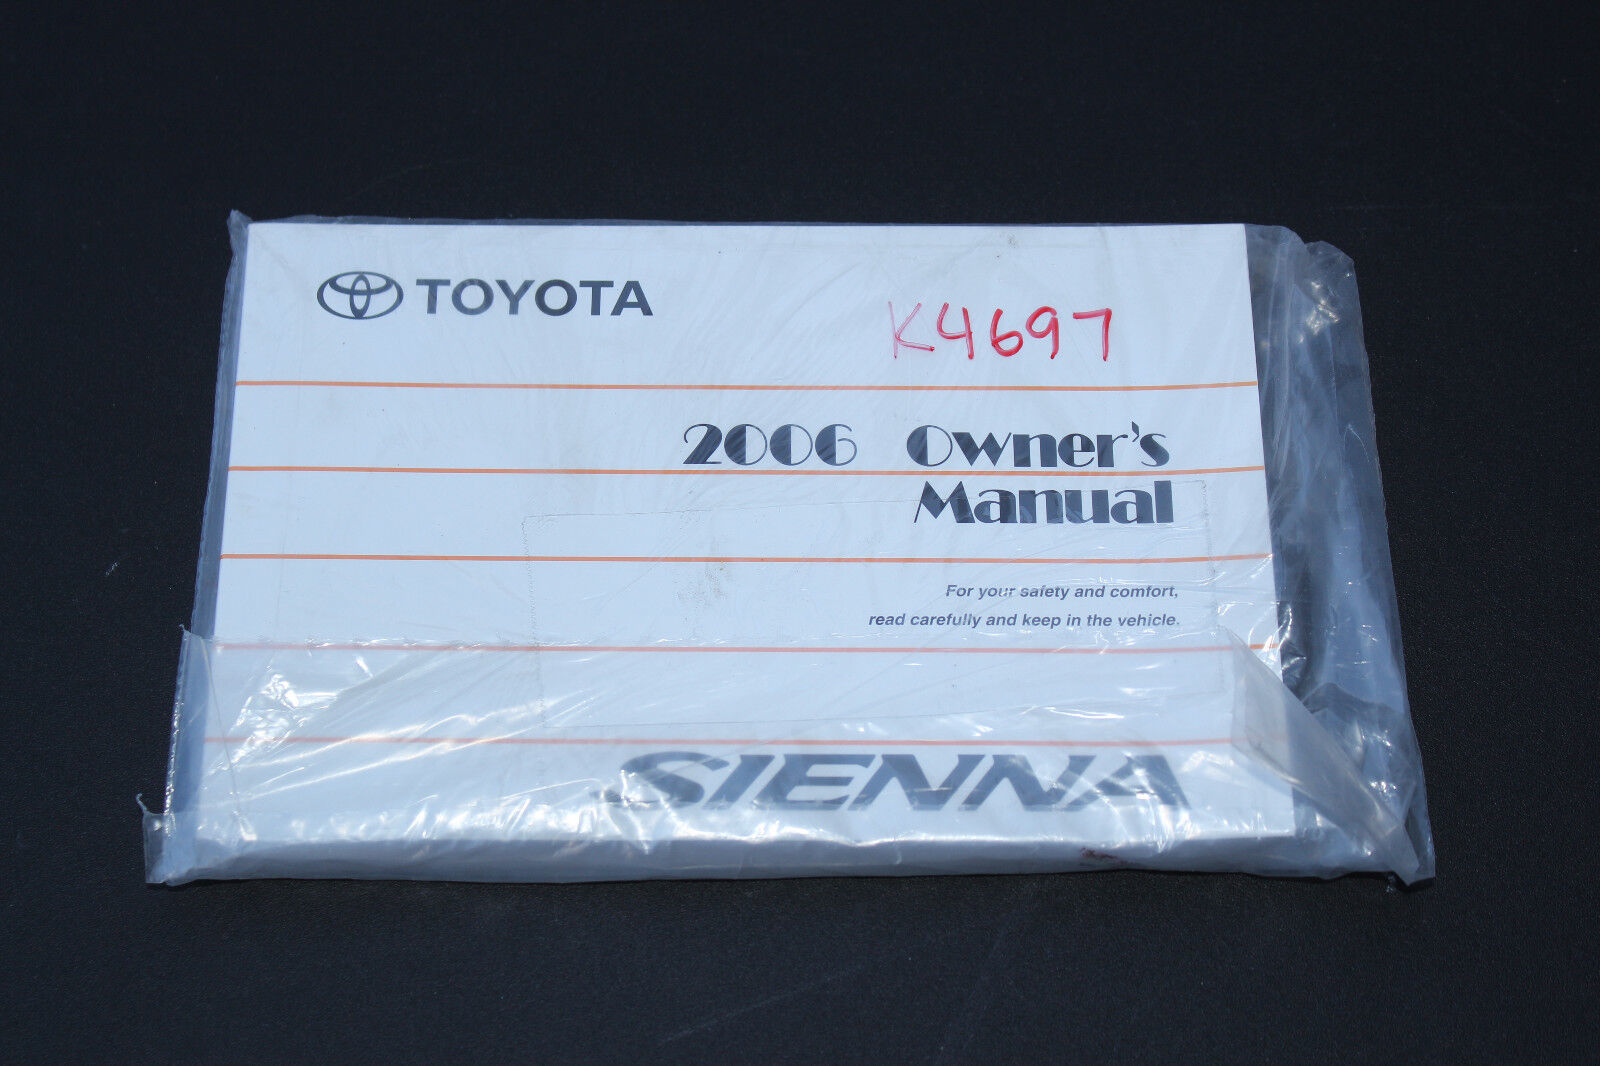 TOYOTA
K4697
2006 Owner's
Manual
For your safety and comfort,
read carefully and keep in the vehicle.
SIENNA